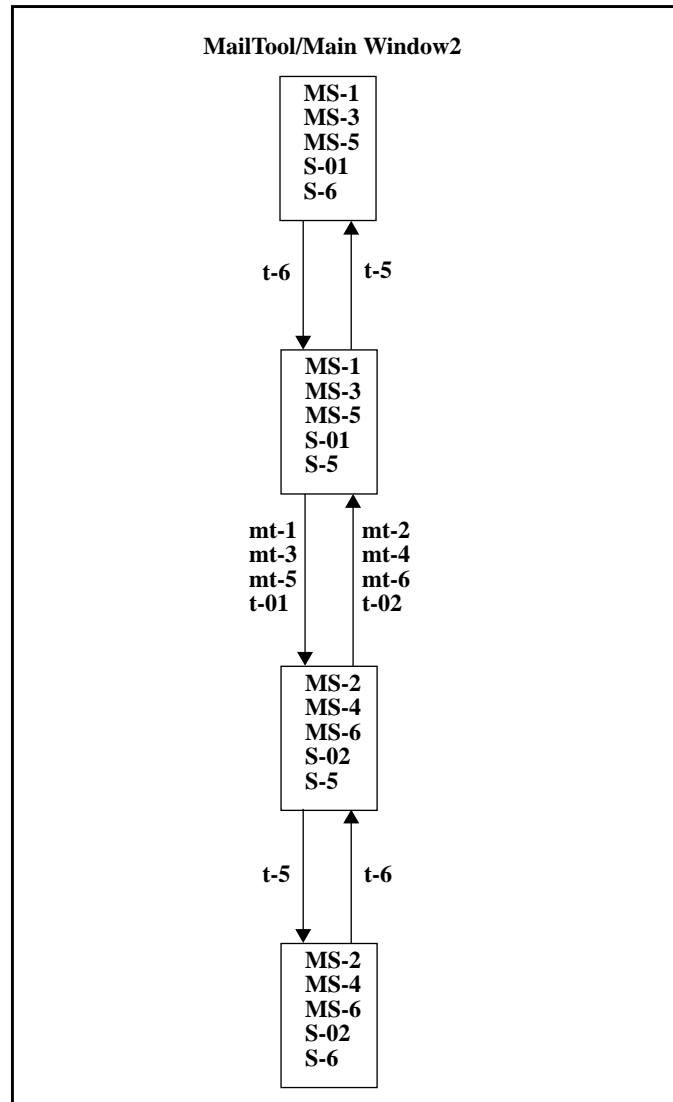 MailTool/Main Window2
MS-1
MS-3
MS-5
S-01
S-6
t-6
t-5
MS-1
MS-3
MS-5
S-01
S-5
mt-1
mt-3
mt-5
t-01
mt-2
mt-4
mt-6
t-02
MS-2
MS-4
MS-6
S-02
S-5
t-5
t-6
MS-2
MS-4
MS-6
S-02
S-6